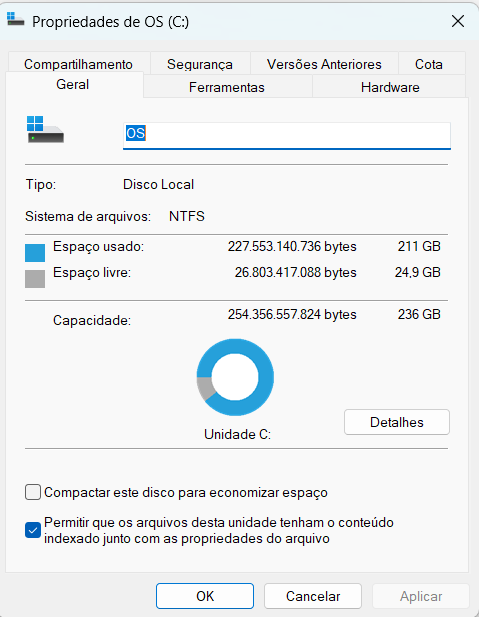 Propriedades de OS (C:)
Compartilhamento Segurança Versões Anteriores Cota
Geral Ferramentas Hardware
OS
Tipo: Disco Local
Sistema de arquivos: NTFS
Espaço usado: 227.553.140.736 bytes 211 GB
Espaço livre: 26.803.417.088 bytes 24,9 GB
Capacidade: 254.356.557.824 bytes 236 GB
Unidade C:
Detalhes
Compactar este disco para economizar espaço
Permitir que os arquivos desta unidade tenham o conteúdo
indexado junto com as propriedades do arquivo
OK Cancelar Aplicar